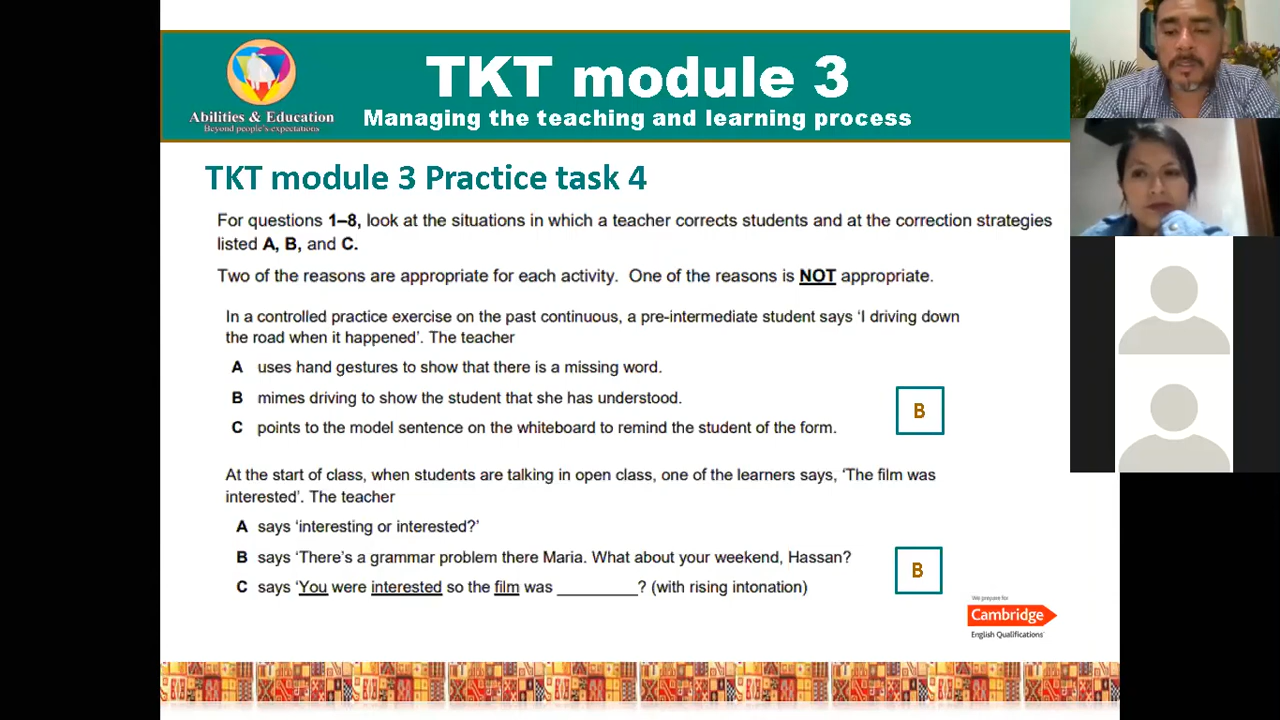 TKT module 3
Managing the teaching and learning process
Abilities & Education
Beyond people's expectations
TKT module 3 Practice task 4
For questions 1–8, look at the situations in which a teacher corrects students and at the correction strategies
listed A, B, and C.
Two of the reasons are appropriate for each activity. One of the reasons is NOT appropriate.
In a controlled practice exercise on the past continuous, a pre-intermediate student says 'I driving down
the road when it happened'. The teacher
A uses hand gestures to show that there is a missing word.
B mimes driving to show the student that she has understood.
C points to the model sentence on the whiteboard to remind the student of the form.
B
At the start of class, when students are talking in open class, one of the learners says, 'The film was
interested'. The teacher
A says 'interesting or interested?'
B says 'There's a grammar problem there Maria. What about your weekend, Hassan?
C says 'You were interested so the film was _________? (with rising intonation)
B
We prepare for
Cambridge
English Qualifications